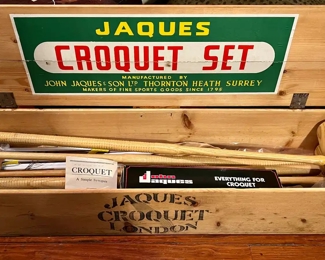 JAQUES
CROQUET SET
MANUFACTURED BY
JOHN JAQUES & SON LTD THORNTON HEATH SURREY
MAKERS OF FINE SPORTS GOODS SINCE 1795
CROQUET
John
Jaques
EVERYTHING FOR
CROQUET
JAQUES
CROQUET
LONDON